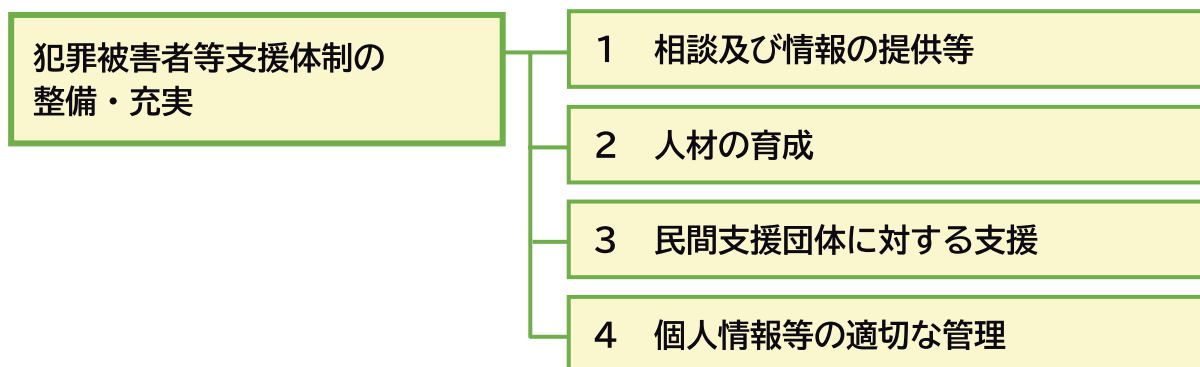 犯罪被害者等支援体制の
整備・充実
1 相談及び情報の提供等
2 人材の育成
3 民間支援団体に対する支援
4 個人情報等の適切な管理